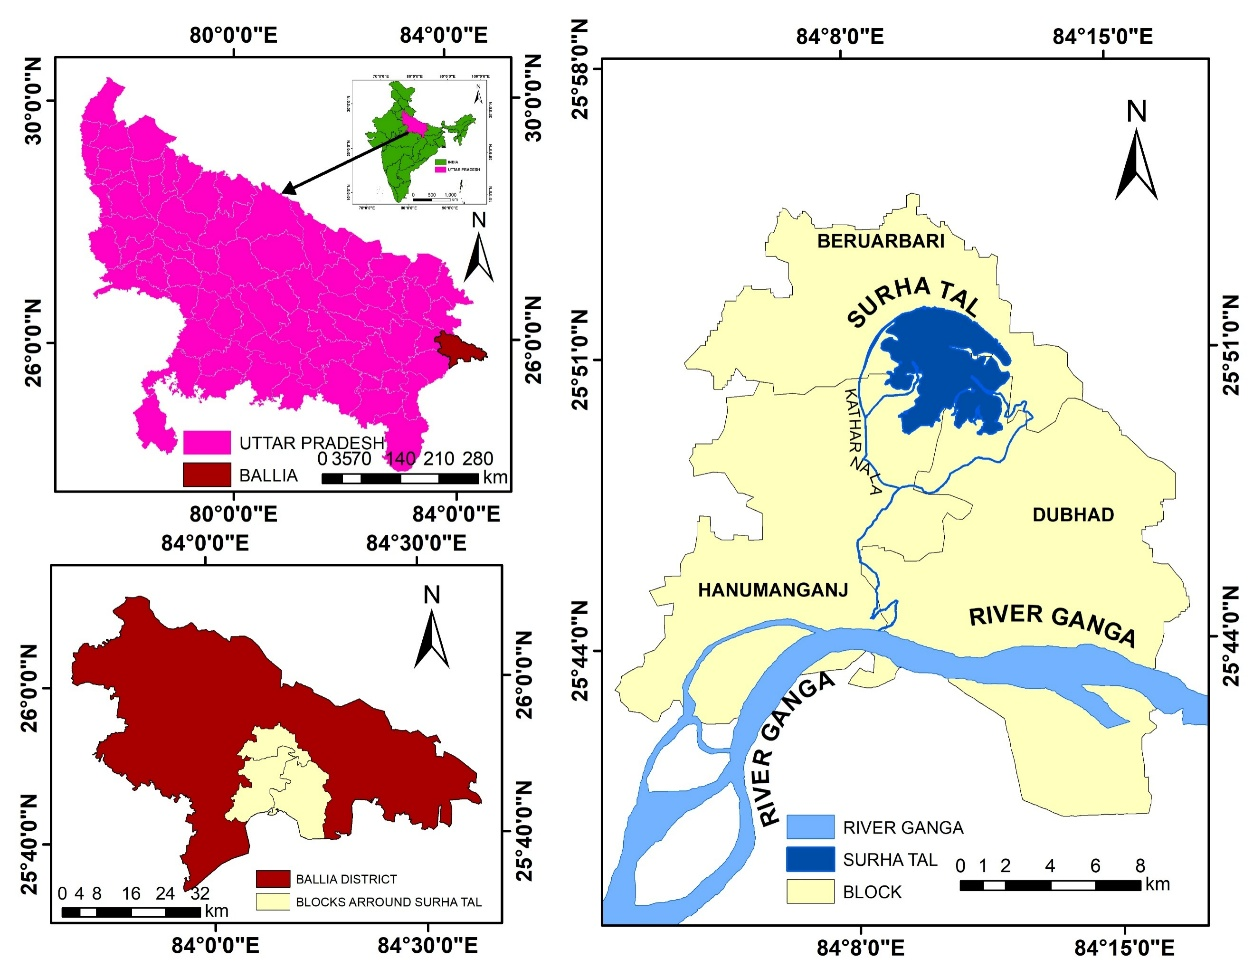 80°0'0"E 84°0'0"E
30°0'0"N
26°0'0"N
30°0'0"N
26°0'0"N
N
INDIA
UTTAR PRADESH
N
UTTAR PRADESH
BALLIA
0 3570 140 210 280
km
80°0'0"E 84°0'0"E
84°0'0"E 84°30'0"E
26°0'0"N
25°40'0"N
26°0'0"N
25°40'0"N
N
BALLIA DISTRICT
BLOCKS ARROUND SURHA TAL
0 4 8 16 24 32
km
84°0'0"E 84°30'0"E
84°8'0"E 84°15'0"E
25°58'0"N
25°51'0"N
25°44'0"N
25°51'0"N
25°44'0"N
N
BERUARBARI
SURHA TAL
KATHAR NALA
DUBHAD
HANUMANGANJ
RIVER GANGA
RIVER GANGA
RIVER GANGA
SURHA TAL
BLOCK
0 1 2 4 6 8
km
84°8'0"E 84°15'0"E